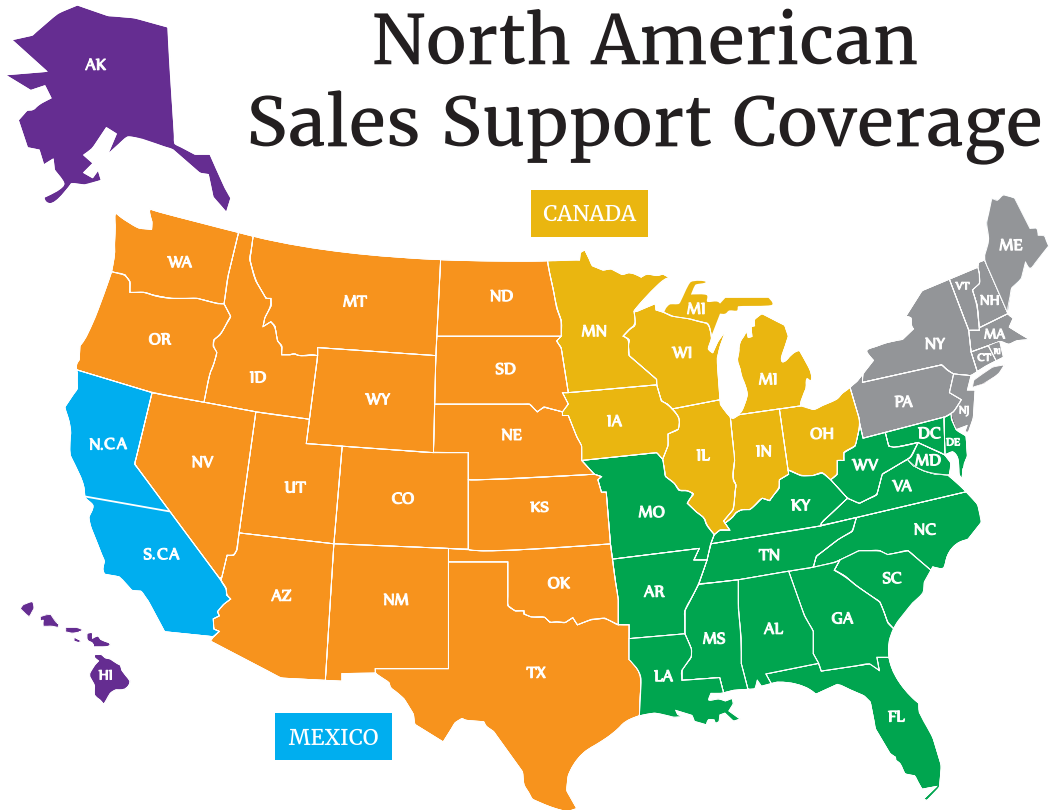 North American
Sales Support Coverage
AK
CANADA
WA
MT
ND
MN
MI
ME
VT
NH
OR
ID
WY
SD
WI
MI
NY
MA
CT
RI
N.CA
NV
UT
CO
NE
KS
IA
IL
IN
OH
PA
NJ
DC
DE
MD
WV
VA
KY
S.CA
AZ
NM
OK
TX
MO
AR
LA
TN
NC
SC
MS
AL
GA
FL
HI
MEXICO